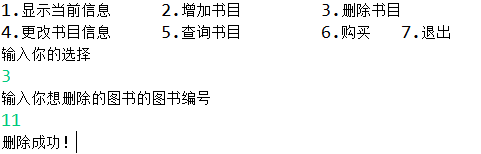 1.显示当前信息 2.增加书目 3.删除书目
4.更改书目信息 5.查询书目 6.购买 7.退出
输入你的选择
3
输入你想删除的图书的图书编号
11
删除成功!